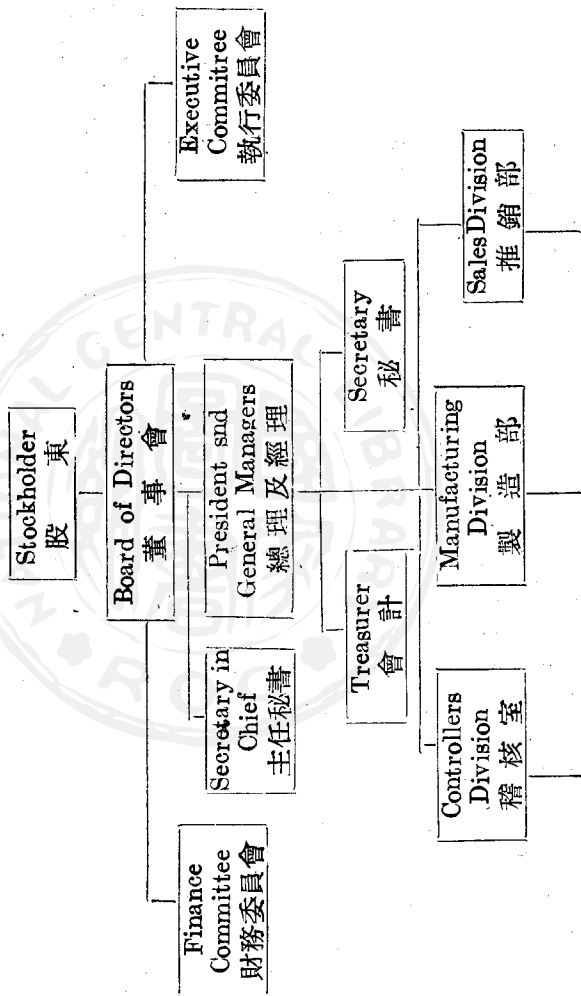 Stockholder
股東
Board of Directors
董事會
Finance
Committee
財務委員會
Executive
Commitree
執行委員會
Secretary in
Chief
主任秘書
President snd
General Managers
總理及經理
Treasurer
會計
Secretary
秘書
Controllers
Division
稽核室
Manufacturing
Division
製造部
Sales Division
推銷部
NATIONAL CENTRAL LIBRARY